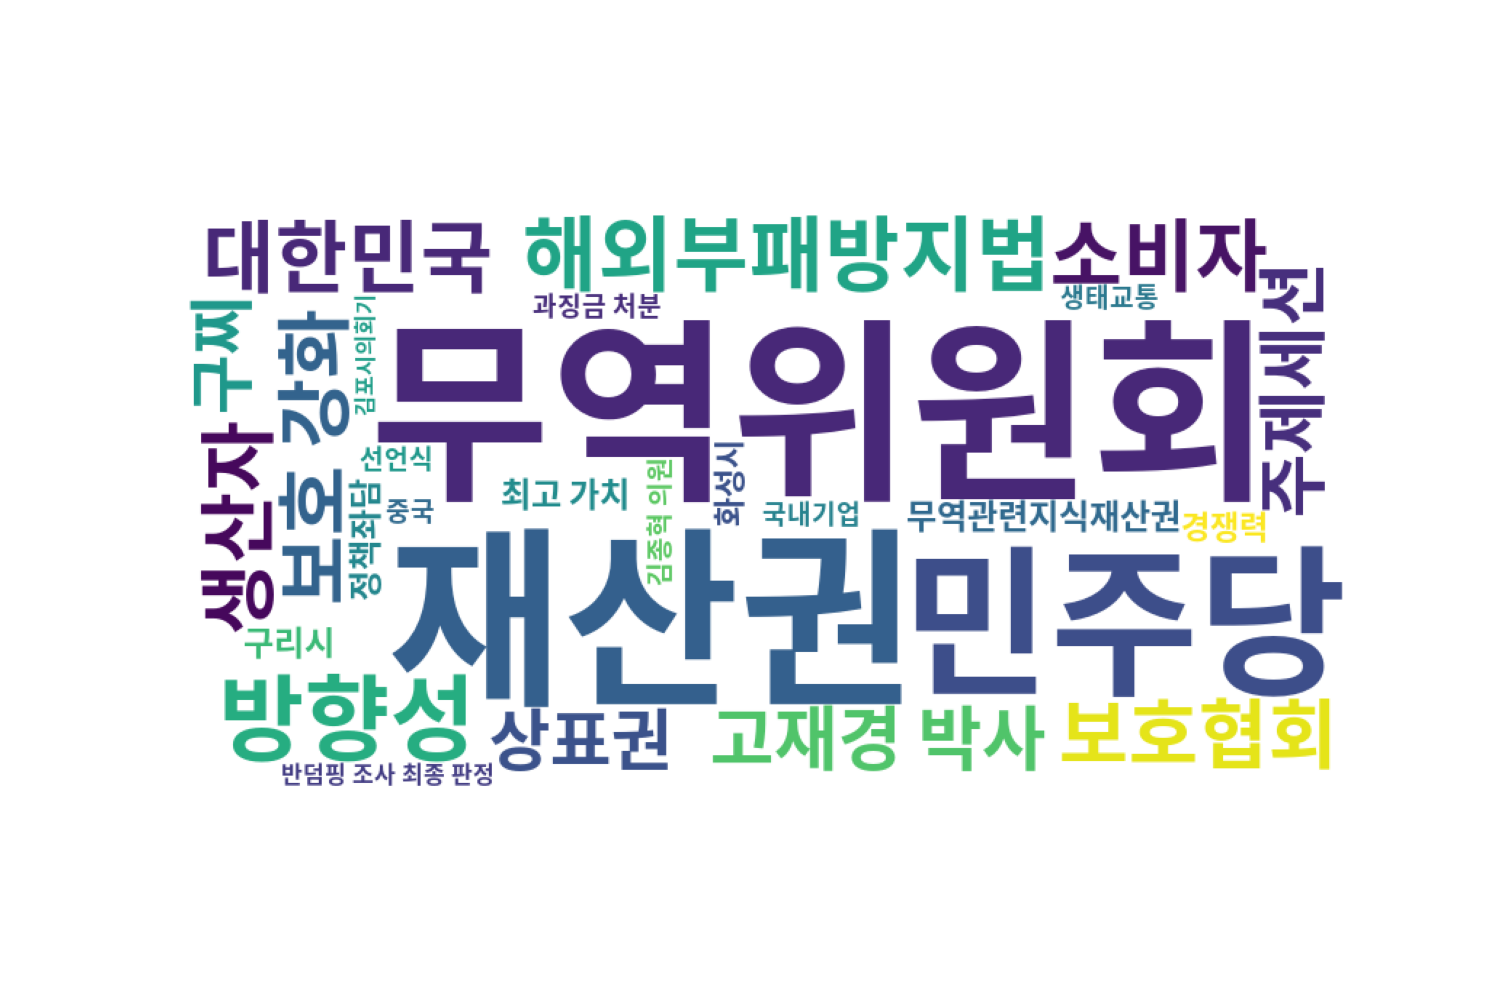 대한민국
해외부패방지법
소비자
과징금 처분
생태교통
구찌
보호 강화
김포시의회기
무역위원회
주제세션
생산자
선언식
중국
정책좌담
최고 가치
김종혁 의원
화성시
국내기업
무역관련지식재산권
경쟁력
재산권
민주당
구리시
방향성
상표권
고재경 박사
보호협회
반덤핑 조사 최종 판정